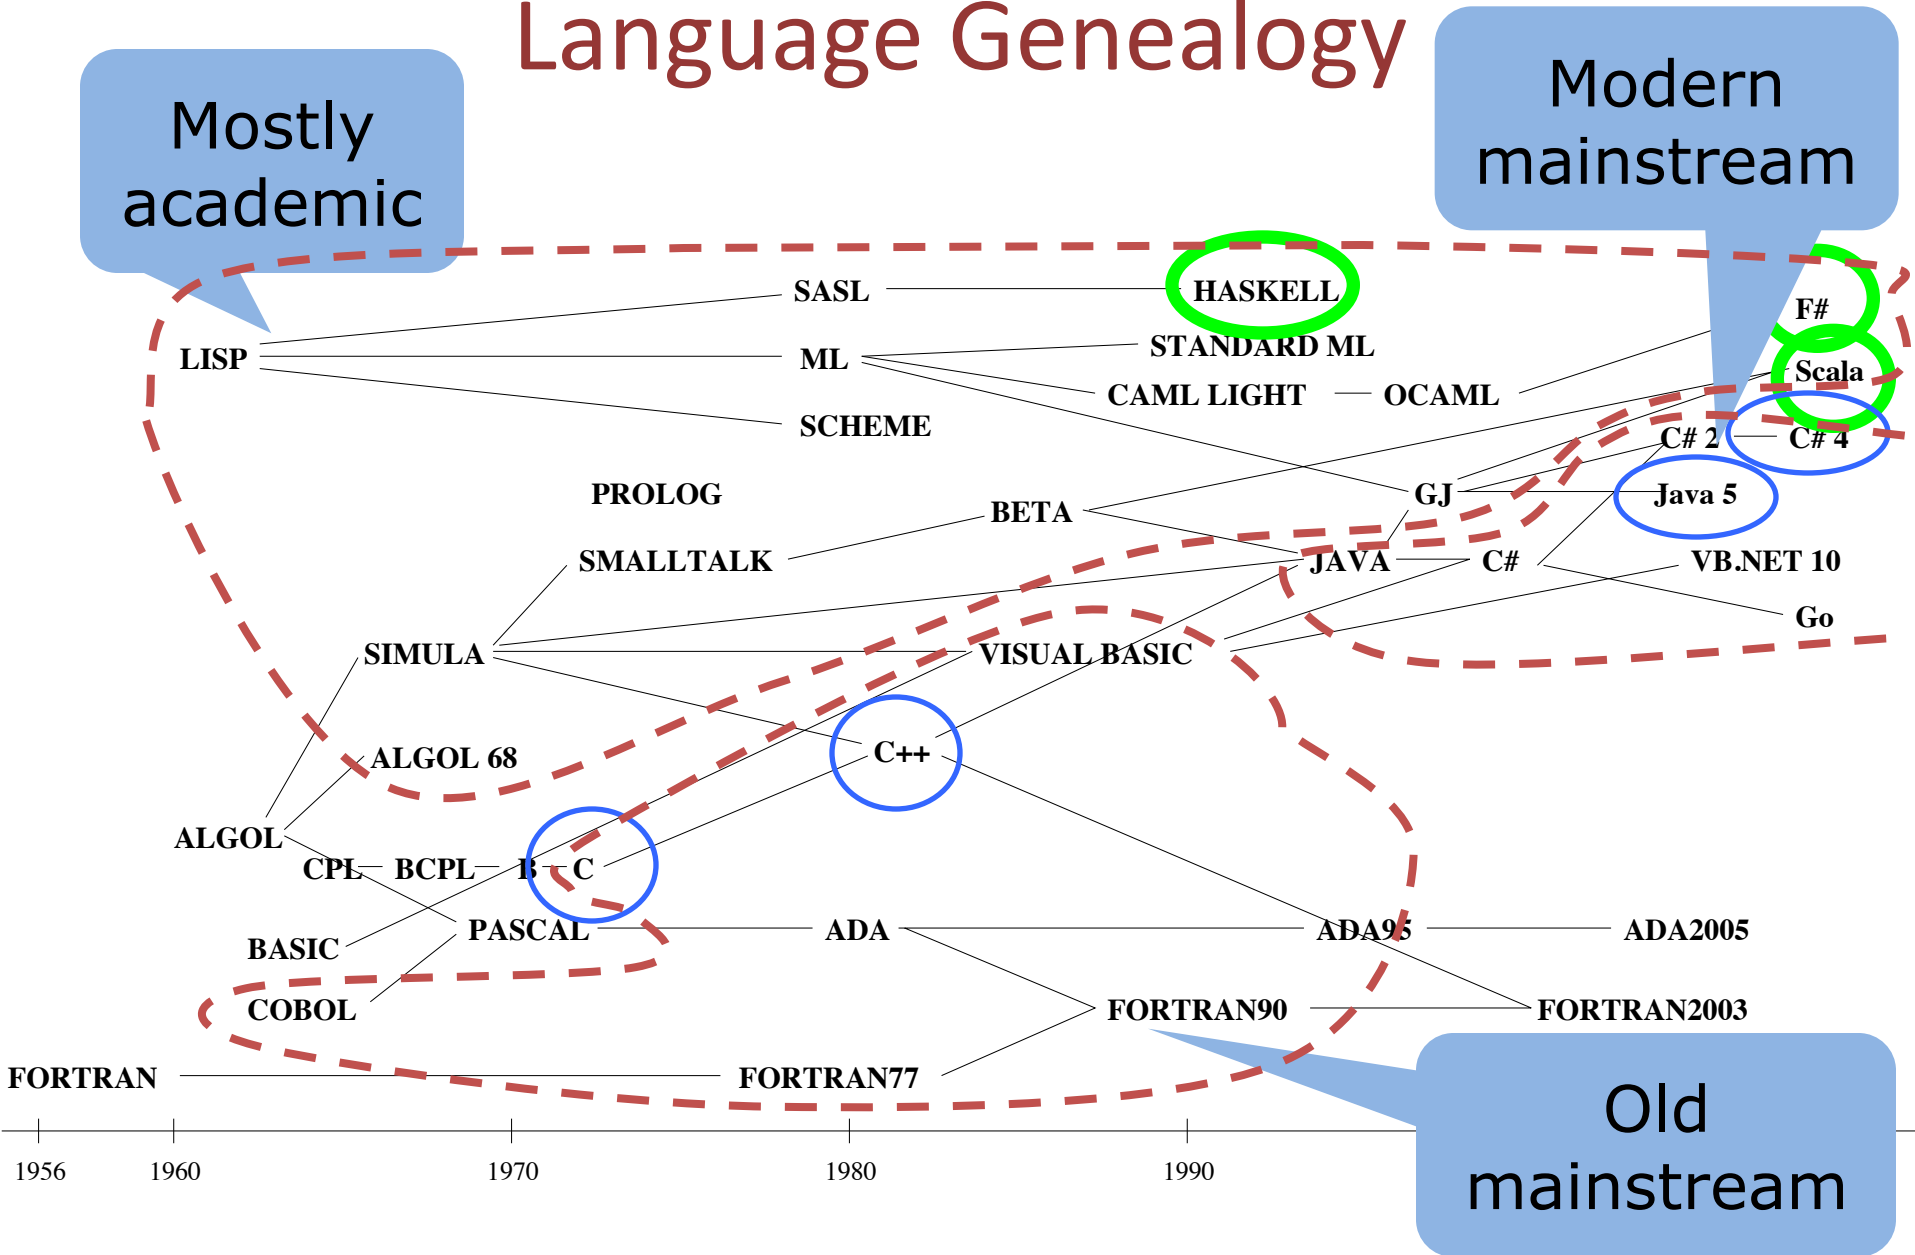 Language Genealogy
Mostly
academic
Modern
mainstream
SASL
HASKELL
F#
LISP
ML
STANDARD ML
Scala
CAML LIGHT
OCAML
SCHEME
C# 2
C# 4
PROLOG
BETA
GJ
Java 5
SMALLTALK
JAVA
C#
VB.NET 10
Go
SIMULA
VISUAL BASIC
C++
ALGOL 68
ALGOL
CPL
BCPL
B
C
PASCAL
ADA
ADA95
ADA2005
BASIC
COBOL
FORTRAN90
FORTRAN2003
FORTRAN
FORTRAN77
Old
mainstream
1956
1960
1970
1980
1990